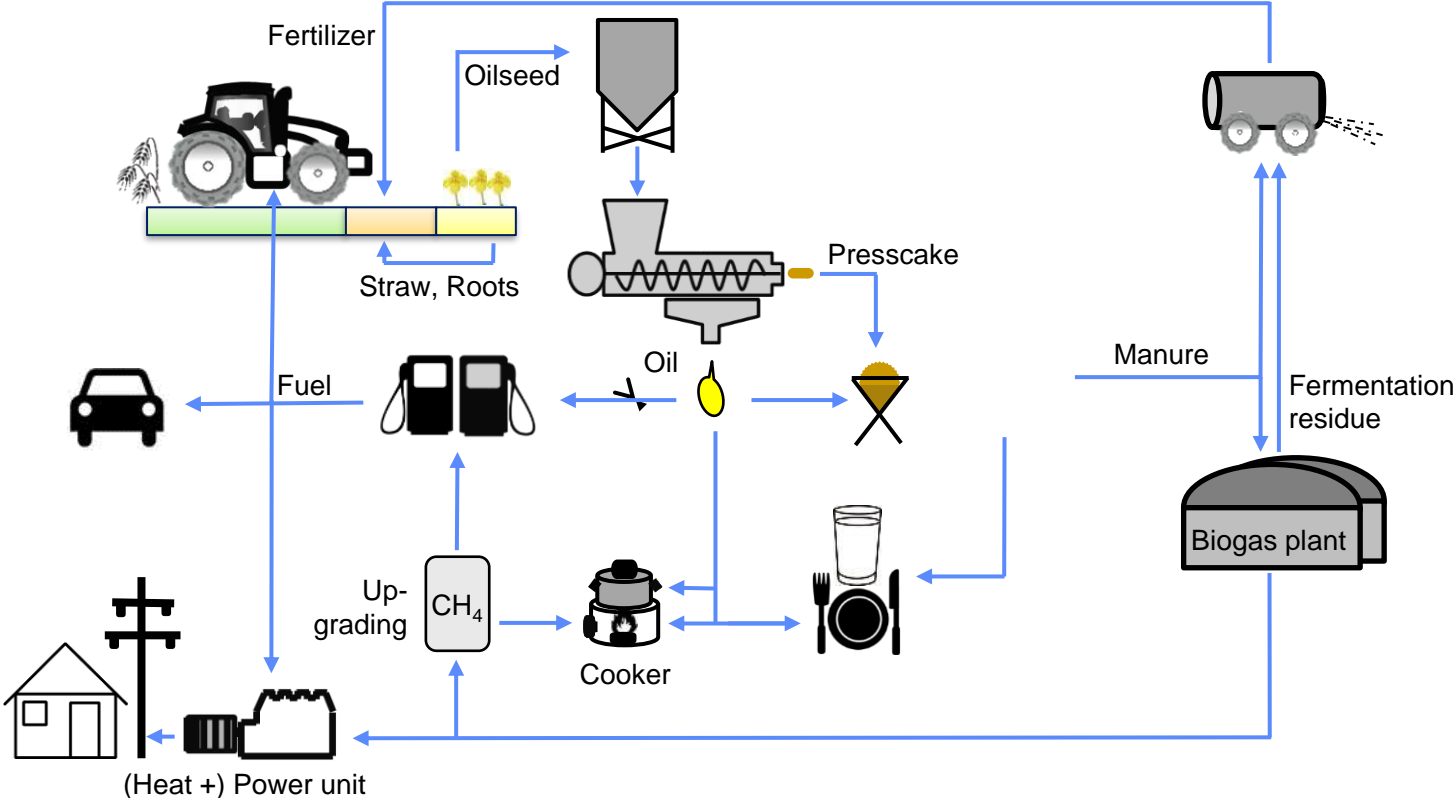 Fertilizer
Oilseed
Straw, Roots
Presscake
Oil
Manure
Fuel
Fermentation
residue
Biogas plant
Up-
grading
CH₄
Cooker
(Heat +) Power unit